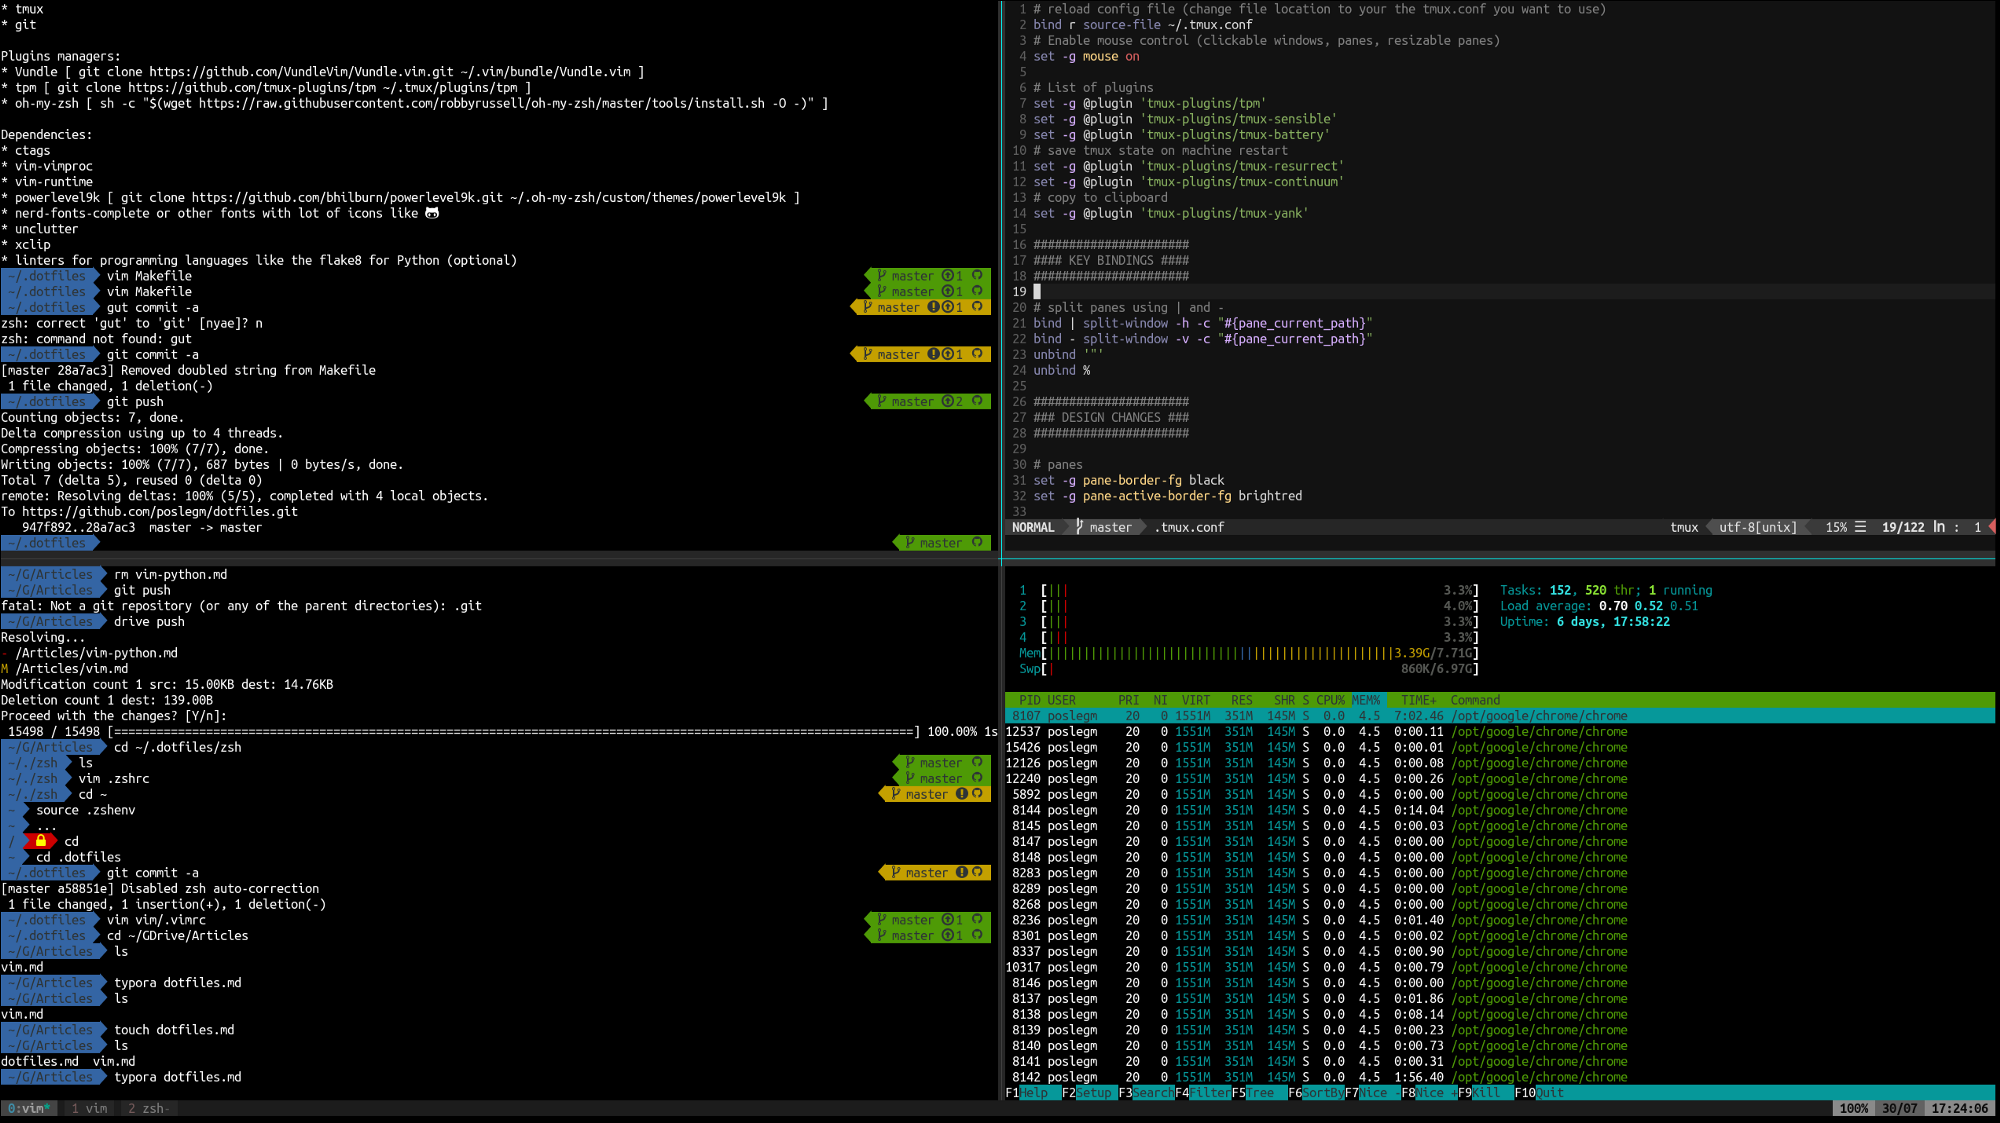 * tmux
* git
Plugins managers:
* Vundle [ git clone https://github.com/VundleVim/Vundle.vim.git ~/.vim/bundle/Vundle.vim ]
* tpm [ git clone https://github.com/tmux-plugins/tpm ~/.tmux/plugins/tpm ]
* oh-my-zsh [ sh -c "$(wget https://raw.githubusercontent.com/robbyrussell/oh-my-zsh/master/tools/install.sh -O -)" ]
Dependencies:
* ctags
* vim-vimproc
* vim-runtime
* powerlevel9k [ git clone https://github.com/bhilburn/powerlevel9k.git ~/.oh-my-zsh/custom/themes/powerlevel9k ]
* nerd-fonts-complete or other fonts with lot of icons like
* unclutter
* xclip
* linters for programming languages like the flake8 for Python (optional)
~/.dotfiles vim Makefile master 1
~/.dotfiles vim Makefile master 1
~/.dotfiles gut commit -a master 1
zsh: correct 'gut' to 'git' [nyae]? n
zsh: command not found: gut
~/.dotfiles git commit -a master 1
[master 28a7ac3] Removed doubled string from Makefile
1 file changed, 1 deletion(-)
~/.dotfiles git push master 2
Counting objects: 7, done.
Delta compression using up to 4 threads.
Compressing objects: 100% (7/7), done.
Writing objects: 100% (7/7), 687 bytes | 0 bytes/s, done.
Total 7 (delta 5), reused 0 (delta 0)
remote: Resolving deltas: 100% (5/5), completed with 4 local objects.
To https://github.com/poslegm/dotfiles.git
947f892..28a7ac3  master -> master
~/.dotfiles master
1 # reload config file (change file location to your the tmux.conf you want to use)
2 bind r source-file ~/.tmux.conf
3 # Enable mouse control (clickable windows, panes, resizable panes)
4 set -g mouse on
5
6 # List of plugins
7 set -g @plugin 'tmux-plugins/tpm'
8 set -g @plugin 'tmux-plugins/tmux-sensible'
9 set -g @plugin 'tmux-plugins/tmux-battery'
10 # save tmux state on machine restart
11 set -g @plugin 'tmux-plugins/tmux-resurrect'
12 set -g @plugin 'tmux-plugins/tmux-continuum'
13 # copy to clipboard
14 set -g @plugin 'tmux-plugins/tmux-yank'
15
16 ######################
17 #### KEY BINDINGS ####
18 ######################
19
20 # split panes using | and -
21 bind | split-window -h -c "#{pane_current_path}"
22 bind - split-window -v -c "#{pane_current_path}"
23 unbind '"'
24 unbind %
25
26 ######################
27 ### DESIGN CHANGES ###
28 ######################
29
30 # panes
31 set -g pane-border-fg black
32 set -g pane-active-border-fg brightred
33
NORMAL master .tmux.conf tmux utf-8[unix] 15% ☰ 19/122 ln : 1
~/G/Articles rm vim-python.md
~/G/Articles git push
fatal: Not a git repository (or any of the parent directories): .git
~/G/Articles drive push
Resolving...
- /Articles/vim-python.md
M /Articles/vim.md
Modification count 1 src: 15.00KB dest: 14.76KB
Deletion count 1 dest: 139.00B
Proceed with the changes? [Y/n]:
15498 / 15498 [=================================================================================================================] 100.00% 1s
~/G/Articles cd ~/.dotfiles/zsh
~/./zsh ls master
~/./zsh vim .zshrc master
~/./zsh cd ~ master
~ source .zshenv
~ ...
/ cd
~ cd .dotfiles
~/.dotfiles git commit -a master
[master a58851e] Disabled zsh auto-correction
1 file changed, 1 insertion(+), 1 deletion(-)
~/.dotfiles vim vim/.vimrc master 1
~/.dotfiles cd ~/GDrive/Articles master 1
~/G/Articles ls
vim.md
~/G/Articles typora dotfiles.md
~/G/Articles ls
vim.md
~/G/Articles touch dotfiles.md
~/G/Articles ls
dotfiles.md  vim.md
~/G/Articles typora dotfiles.md
1 [||| 3.3%] Tasks: 152, 520 thr; 1 running
2 [||| 4.0%] Load average: 0.70 0.52 0.51
3 [||| 3.3%] Uptime: 6 days, 17:58:22
4 [||| 3.3%]
Mem[|||||||||||||||||||||||||||||||||||||||||||||||||3.39G/7.71G]
Swp[| 860K/6.97G]
PID USER PRI NI VIRT RES SHR S CPU% MEM% TIME+ Command
8107 poslegm 20 0 1551M 351M 145M S 0.0 4.5 7:02.46 /opt/google/chrome/chrome
12537 poslegm 20 0 1551M 351M 145M S 0.0 4.5 0:00.11 /opt/google/chrome/chrome
15426 poslegm 20 0 1551M 351M 145M S 0.0 4.5 0:00.01 /opt/google/chrome/chrome
12126 poslegm 20 0 1551M 351M 145M S 0.0 4.5 0:00.08 /opt/google/chrome/chrome
12240 poslegm 20 0 1551M 351M 145M S 0.0 4.5 0:00.26 /opt/google/chrome/chrome
5892 poslegm 20 0 1551M 351M 145M S 0.0 4.5 0:00.00 /opt/google/chrome/chrome
8144 poslegm 20 0 1551M 351M 145M S 0.0 4.5 0:14.04 /opt/google/chrome/chrome
8145 poslegm 20 0 1551M 351M 145M S 0.0 4.5 0:00.03 /opt/google/chrome/chrome
8147 poslegm 20 0 1551M 351M 145M S 0.0 4.5 0:00.00 /opt/google/chrome/chrome
8148 poslegm 20 0 1551M 351M 145M S 0.0 4.5 0:00.00 /opt/google/chrome/chrome
8283 poslegm 20 0 1551M 351M 145M S 0.0 4.5 0:00.00 /opt/google/chrome/chrome
8289 poslegm 20 0 1551M 351M 145M S 0.0 4.5 0:00.00 /opt/google/chrome/chrome
8268 poslegm 20 0 1551M 351M 145M S 0.0 4.5 0:00.00 /opt/google/chrome/chrome
8236 poslegm 20 0 1551M 351M 145M S 0.0 4.5 0:01.40 /opt/google/chrome/chrome
8301 poslegm 20 0 1551M 351M 145M S 0.0 4.5 0:00.02 /opt/google/chrome/chrome
8337 poslegm 20 0 1551M 351M 145M S 0.0 4.5 0:00.90 /opt/google/chrome/chrome
10317 poslegm 20 0 1551M 351M 145M S 0.0 4.5 0:00.79 /opt/google/chrome/chrome
8146 poslegm 20 0 1551M 351M 145M S 0.0 4.5 0:00.00 /opt/google/chrome/chrome
8137 poslegm 20 0 1551M 351M 145M S 0.0 4.5 0:01.86 /opt/google/chrome/chrome
8138 poslegm 20 0 1551M 351M 145M S 0.0 4.5 0:08.14 /opt/google/chrome/chrome
8139 poslegm 20 0 1551M 351M 145M S 0.0 4.5 0:00.23 /opt/google/chrome/chrome
8140 poslegm 20 0 1551M 351M 145M S 0.0 4.5 0:00.73 /opt/google/chrome/chrome
8141 poslegm 20 0 1551M 351M 145M S 0.0 4.5 0:00.31 /opt/google/chrome/chrome
8142 poslegm 20 0 1551M 351M 145M S 0.0 4.5 1:56.40 /opt/google/chrome/chrome
F1Help F2Setup F3SearchF4FilterF5Tree F6SortByF7Nice -F8Nice +F9Kill F10Quit
0:vim* 1 vim 2 zsh- 100% 30/07 17:24:06